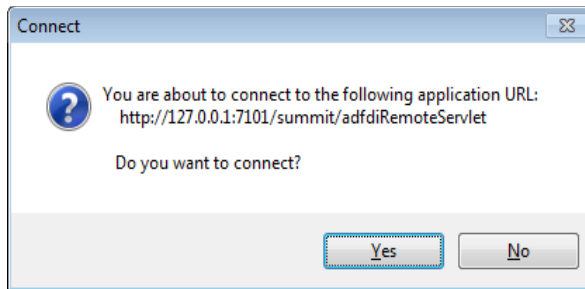 Connect
You are about to connect to the following application URL:
http://127.0.0.1:7101/summit/adfdiRemoteServlet
Do you want to connect?
Yes No